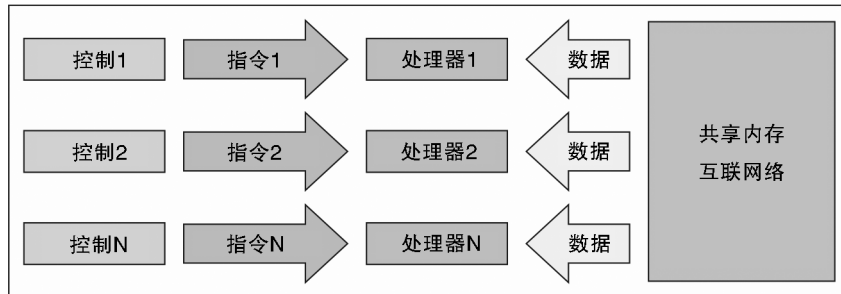 控制1
指令1
处理器1
数据
控制2
指令2
处理器2
数据
控制N
指令N
处理器N
数据
共享内存
互联网络